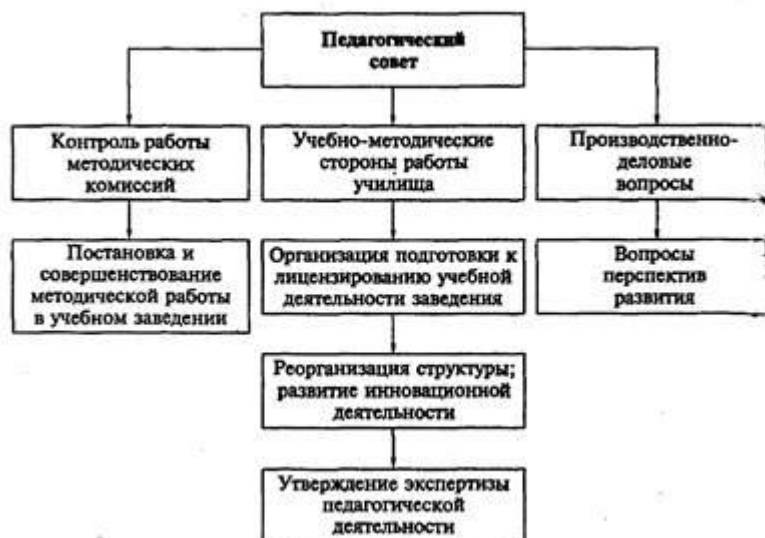 Педагогический
совет
Контроль работы
методических
комиссий
Учебно-методические
стороны работы
училища
Производственно-
деловые
вопросы
Постановка и
совершенствование
методической работы
в учебном заведении
Организация подготовки к
лицензированию учебной
деятельности заведения
Вопросы
перспектив
развития
Реорганизация структуры;
развитие инновационной
деятельности
Утверждение экспертизы
педагогической
деятельности